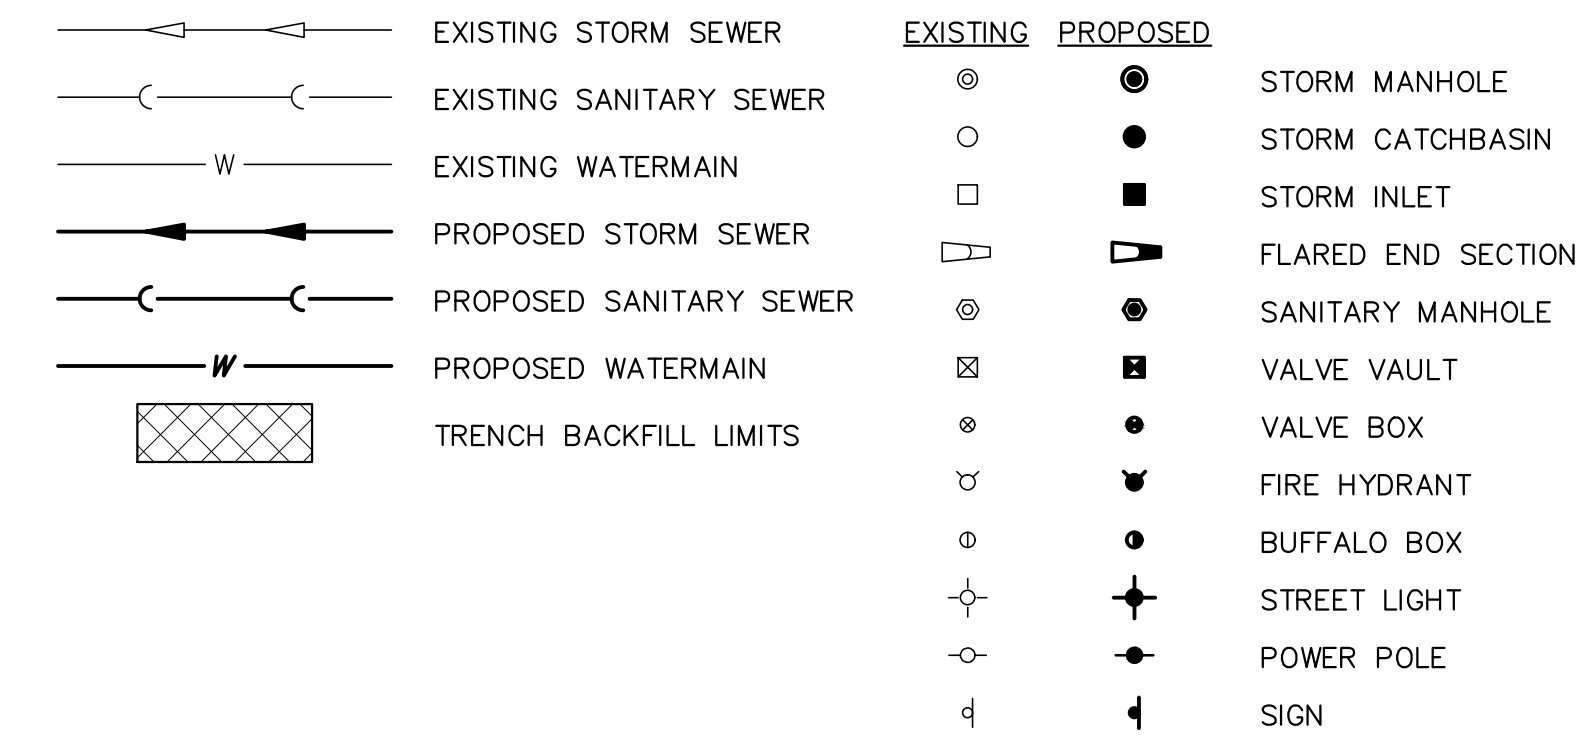 EXISTING STORM SEWER
EXISTING SANITARY SEWER
W EXISTING WATERMAIN
PROPOSED STORM SEWER
PROPOSED SANITARY SEWER
W PROPOSED WATERMAIN
TRENCH BACKFILL LIMITS
EXISTING PROPOSED
STORM MANHOLE
STORM CATCHBASIN
STORM INLET
FLARED END SECTION
SANITARY MANHOLE
VALVE VAULT
VALVE BOX
FIRE HYDRANT
BUFFALO BOX
STREET LIGHT
POWER POLE
SIGN